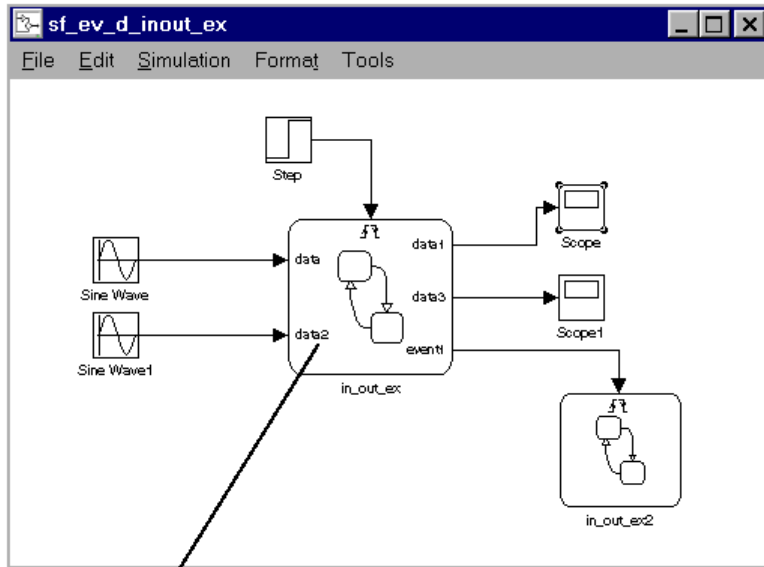 sf_ev_d_inout_ex
File Edit Simulation Format Tools
Step
Sine Wave
Sine Wave1
data
data2
data1
data3
event1
in_out_ex
Scope
Scope1
in_out_ex2